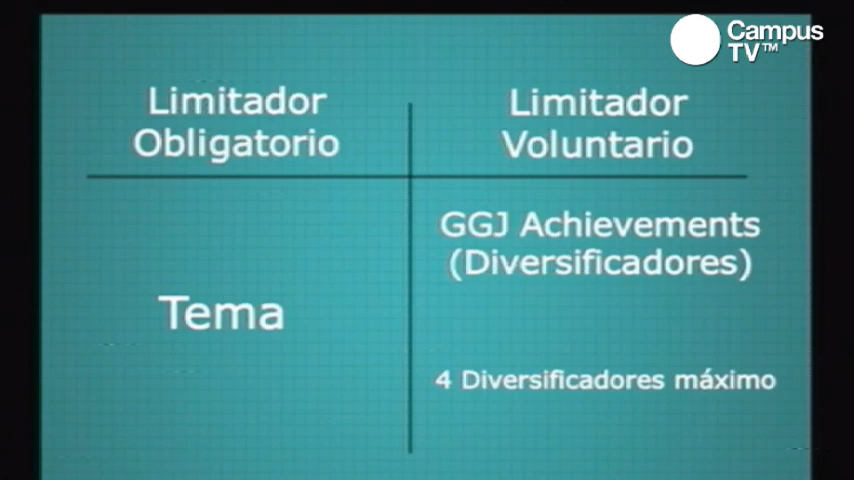 Campus
TV™
Limitador
Obligatorio
Limitador
Voluntario
Tema
GGJ Achievements
(Diversificadores)
4 Diversificadores máximo